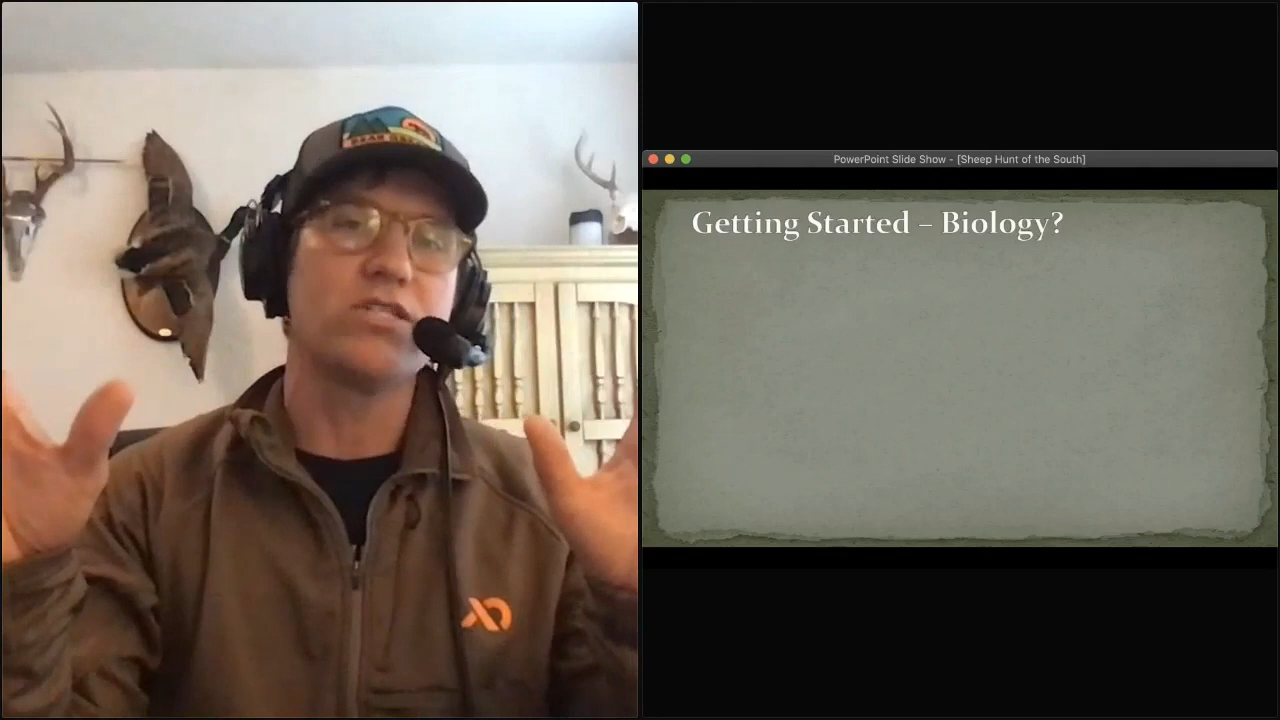 PowerPoint Slide Show - [Sheep Hunt of the South]
Getting Started – Biology?